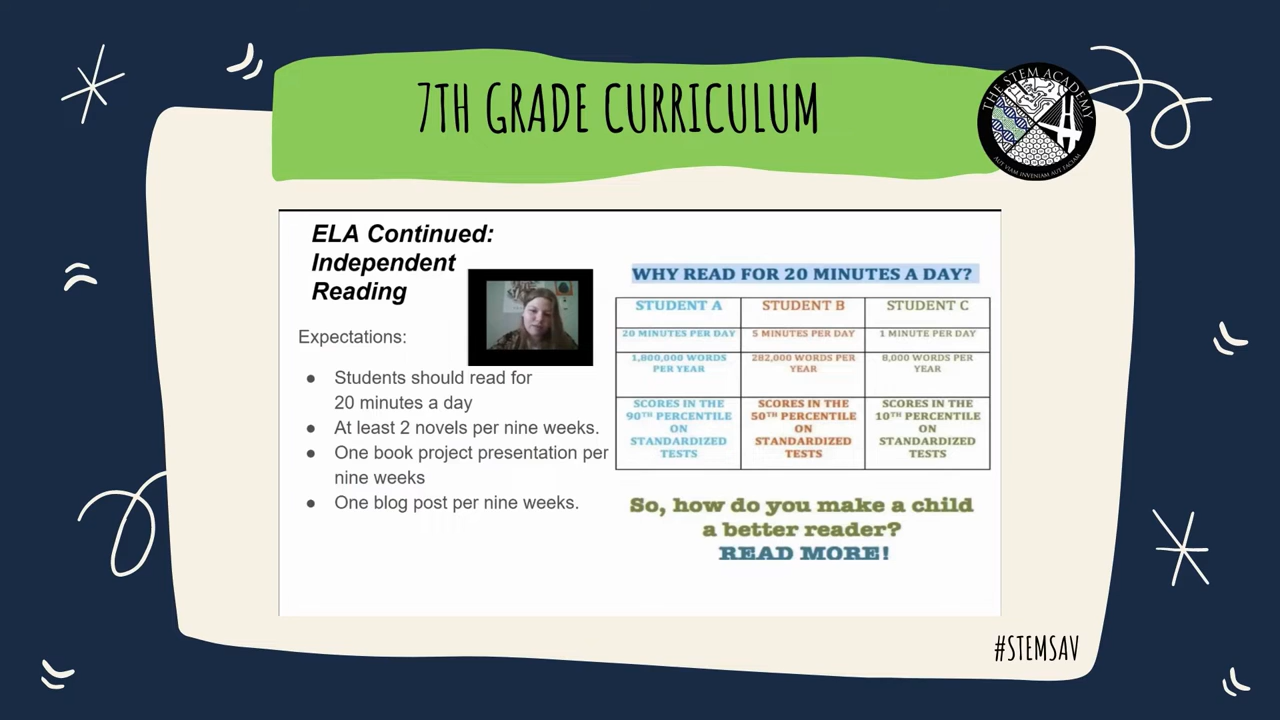 7TH GRADE CURRICULUM
THE STEM ACADEMY
AUT VIAM INVENIAM AUT FACIAM
ELA Continued:
Independent
Reading
Expectations:
● Students should read for
20 minutes a day
● At least 2 novels per nine weeks.
● One book project presentation per
nine weeks
● One blog post per nine weeks.
WHY READ FOR 20 MINUTES A DAY?
STUDENT A STUDENT B STUDENT C
20 MINUTES PER DAY 5 MINUTES PER DAY 1 MINUTE PER DAY
1,800,000 WORDS 282,000 WORDS PER 8,000 WORDS PER
PER YEAR YEAR YEAR
SCORES IN THE SCORES IN THE SCORES IN THE
90TH PERCENTILE 50TH PERCENTILE 10TH PERCENTILE
ON ON ON
STANDARDIZED STANDARDIZED STANDARDIZED
TESTS TESTS TESTS
So, how do you make a child
a better reader?
READ MORE!
#STEMSAV